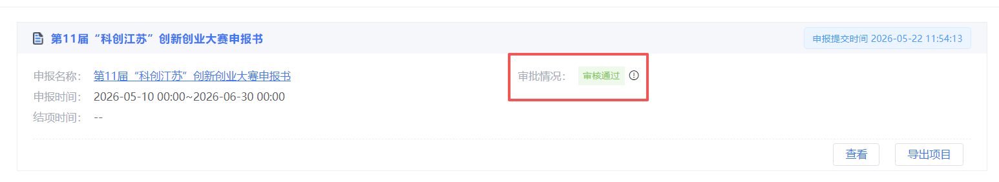 第11届“科创江苏”创新创业大赛申报书
申报提交时间 2026-05-22 11:54:13
申报名称： 第11届“科创江苏”创新创业大赛申报书
审批情况： 审核通过
申报时间： 2026-05-10 00:00~2026-06-30 00:00
结项时间： --
查看
导出项目